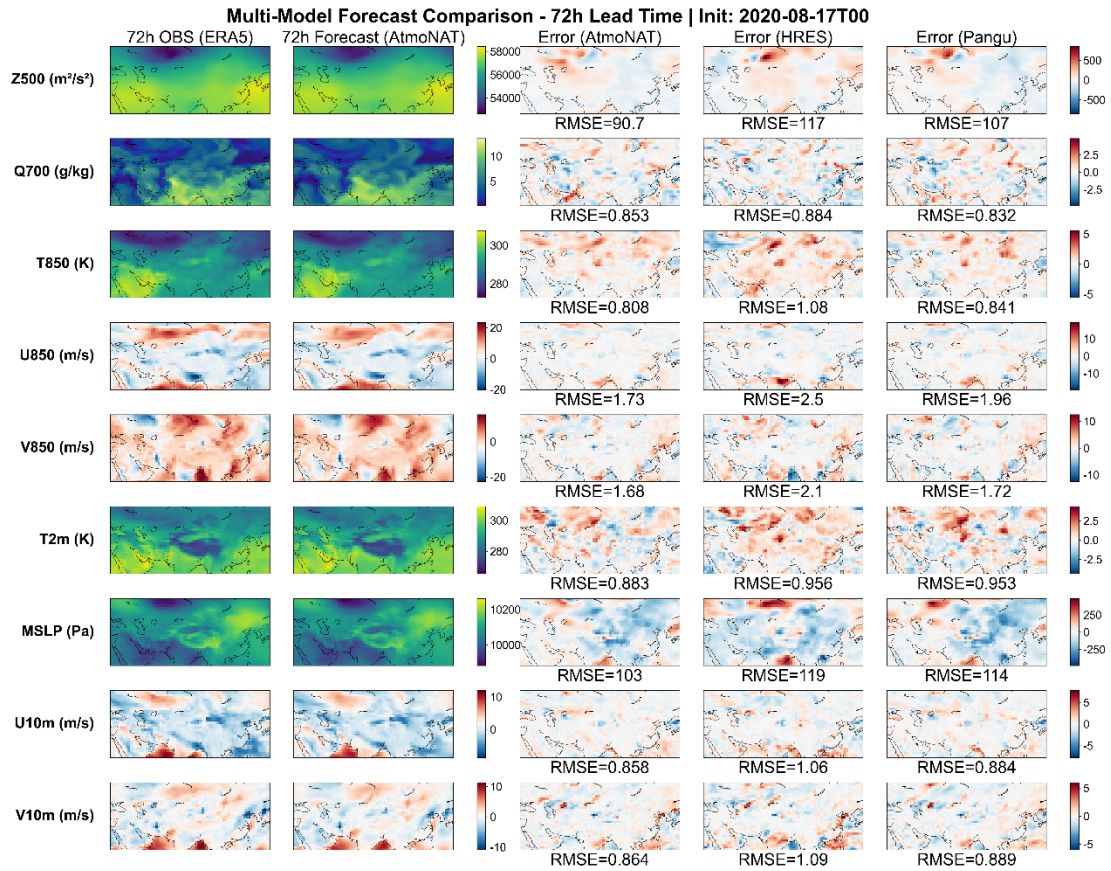 Multi-Model Forecast Comparison - 72h Lead Time | Init: 2020-08-17T00
72h OBS (ERA5) 72h Forecast (AtmoNAT) Error (AtmoNAT) Error (HRES) Error (Pangu)
Z500 (m²/s²)
58000
56000
54000
500
0
-500
RMSE=90.7 RMSE=117 RMSE=107
Q700 (g/kg)
10
5
2.5
0.0
-2.5
RMSE=0.853 RMSE=0.884 RMSE=0.832
T850 (K)
300
280
5
0
-5
RMSE=0.808 RMSE=1.08 RMSE=0.841
U850 (m/s)
20
0
-20
10
0
-10
RMSE=1.73 RMSE=2.5 RMSE=1.96
V850 (m/s)
0
-20
10
0
-10
RMSE=1.68 RMSE=2.1 RMSE=1.72
T2m (K)
300
280
2.5
0.0
-2.5
RMSE=0.883 RMSE=0.956 RMSE=0.953
MSLP (Pa)
10200
10000
250
0
-250
RMSE=103 RMSE=119 RMSE=114
U10m (m/s)
10
0
5
0
-5
RMSE=0.858 RMSE=1.06 RMSE=0.884
V10m (m/s)
10
0
-10
5
0
-5
RMSE=0.864 RMSE=1.09 RMSE=0.889